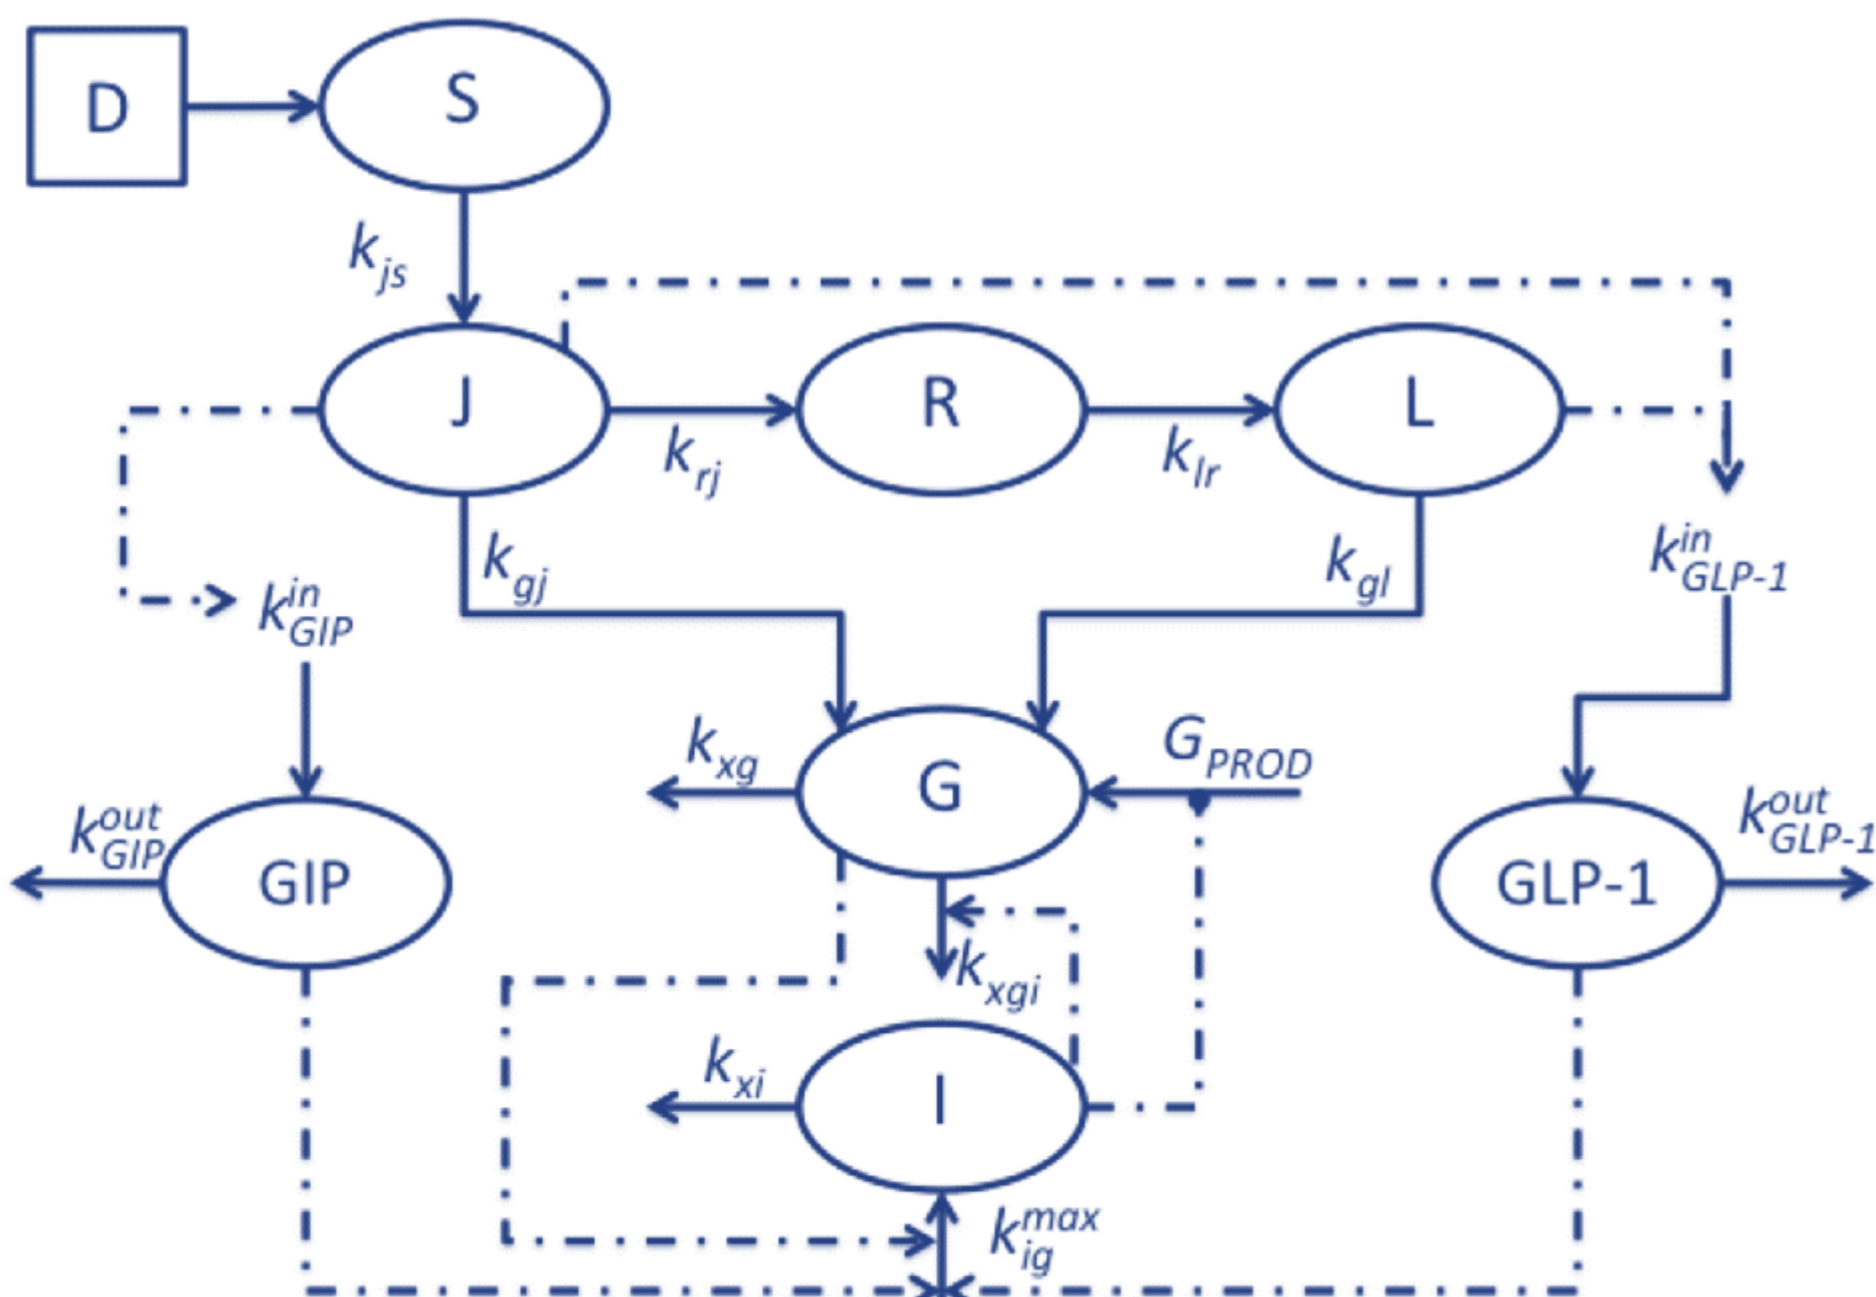 D
S
k_js
J
R
L
k_rj
k_lr
k_gj
k_gl
k^in_GLP-1
k^in_GIP
k_xg
G
G_PROD
k^out_GIP
GIP
GLP-1
k^out_GLP-1
k_xgi
k_xi
I
k^max_ig